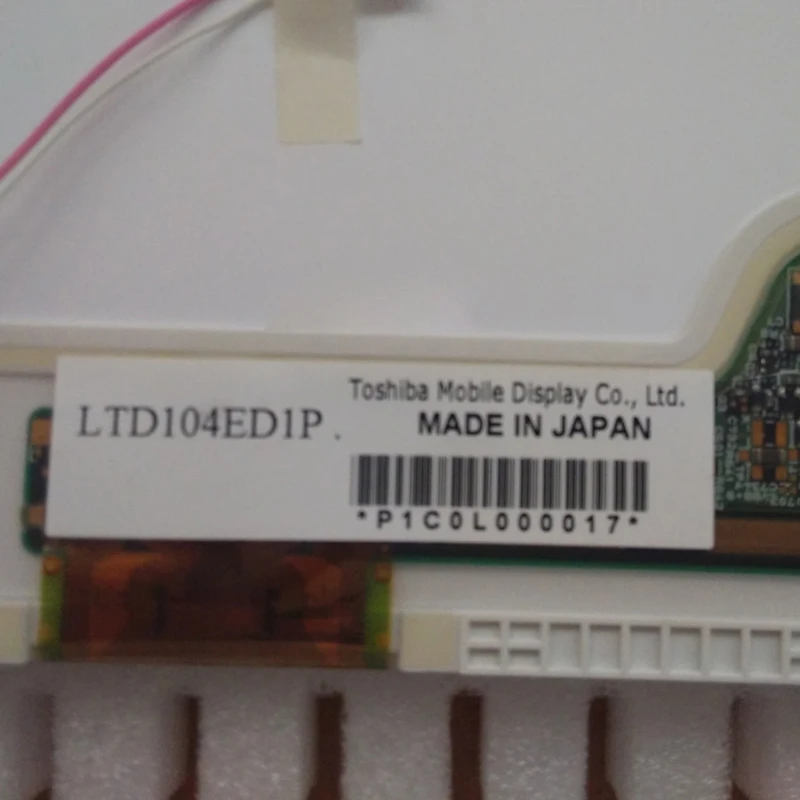 Toshiba Mobile Display Co., Ltd.
LTD104ED1P .
MADE IN JAPAN
*P1C0L000017*